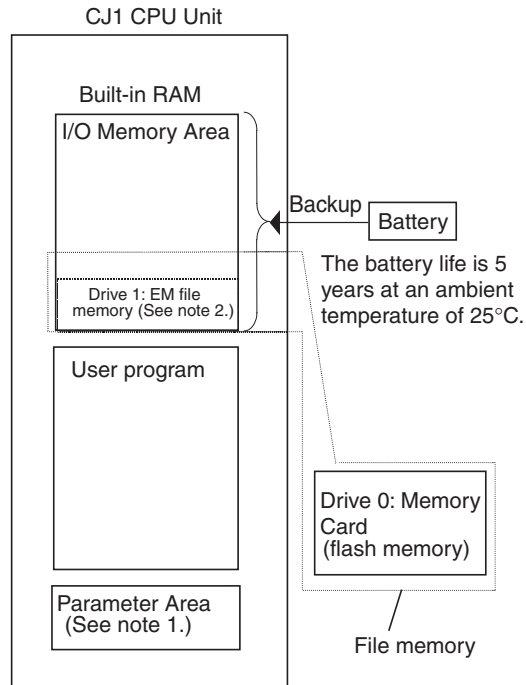 CJ1 CPU Unit
Built-in RAM
I/O Memory Area
Backup
Battery
The battery life is 5
years at an ambient
temperature of 25°C.
Drive 1: EM file
memory (See note 2.)
User program
Drive 0: Memory
Card
(flash memory)
Parameter Area
(See note 1.)
File memory